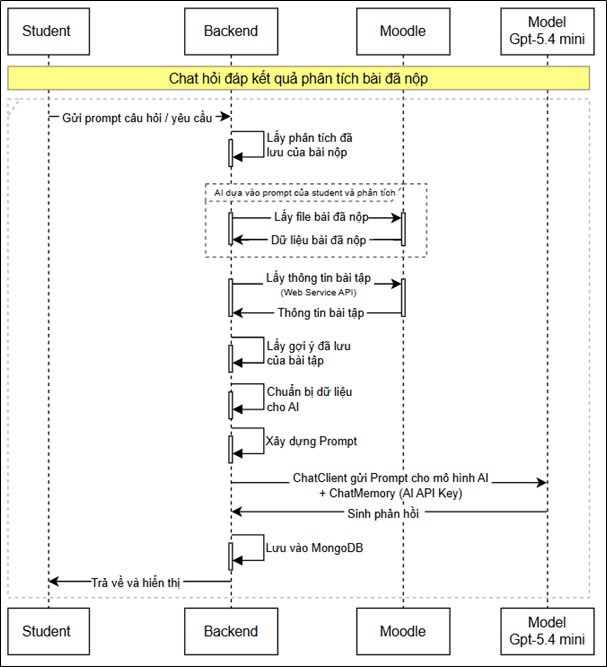 Student
Backend
Moodle
Model
Gpt-5.4 mini
Chat hỏi đáp kết quả phân tích bài đã nộp
Gửi prompt câu hỏi / yêu cầu
Lấy phân tích đã
lưu của bài nộp
AI dựa vào prompt của student và phân tích
Lấy file bài đã nộp
Dữ liệu bài đã nộp
Lấy thông tin bài tập
(Web Service API)
Thông tin bài tập
Lấy gợi ý đã lưu
của bài tập
Chuẩn bị dữ liệu
cho AI
Xây dựng Prompt
ChatClient gửi Prompt cho mô hình AI
+ ChatMemory (AI API Key)
Sinh phản hồi
Lưu vào MongoDB
Trả về và hiển thị
Student
Backend
Moodle
Model
Gpt-5.4 mini